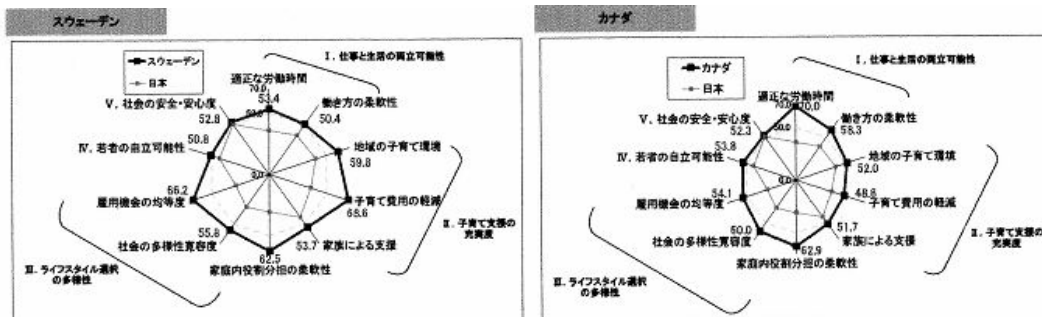 スウェーデン
Ⅰ. 仕事と生活の両立可能性
スウェーデン
日本
適正な労働時間
70.0
53.4
50.0
0.0
働き方の柔軟性
50.4
地域の子育て環境
59.8
子育て費用の軽減
68.6
Ⅱ. 子育て支援の
充実度
家族による支援
53.7
家庭内役割分担の柔軟性
62.5
社会の多様性寛容度
55.8
Ⅲ. ライフスタイル選択
の多様性
雇用機会の均等度
66.2
Ⅳ. 若者の自立可能性
50.8
Ⅴ. 社会の安全・安心度
52.8
カナダ
Ⅰ. 仕事と生活の両立可能性
カナダ
日本
適正な労働時間
70.0
70.0
50.0
0.0
働き方の柔軟性
58.3
地域の子育て環境
52.0
子育て費用の軽減
48.6
Ⅱ. 子育て支援の
充実度
家族による支援
51.7
家庭内役割分担の柔軟性
62.9
社会の多様性寛容度
60.0
Ⅲ. ライフスタイル選択
の多様性
雇用機会の均等度
54.1
Ⅳ. 若者の自立可能性
53.8
Ⅴ. 社会の安全・安心度
52.3